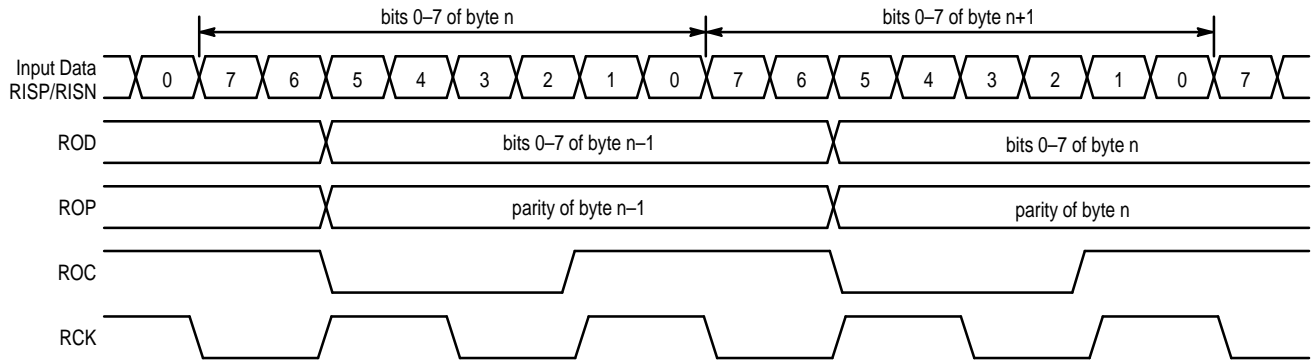 bits 0–7 of byte n bits 0–7 of byte n+1
Input Data
RISP/RISN
0 7 6 5 4 3 2 1 0 7 6 5 4 3 2 1 0 7
ROD bits 0–7 of byte n–1 bits 0–7 of byte n
ROP parity of byte n–1 parity of byte n
ROC
RCK